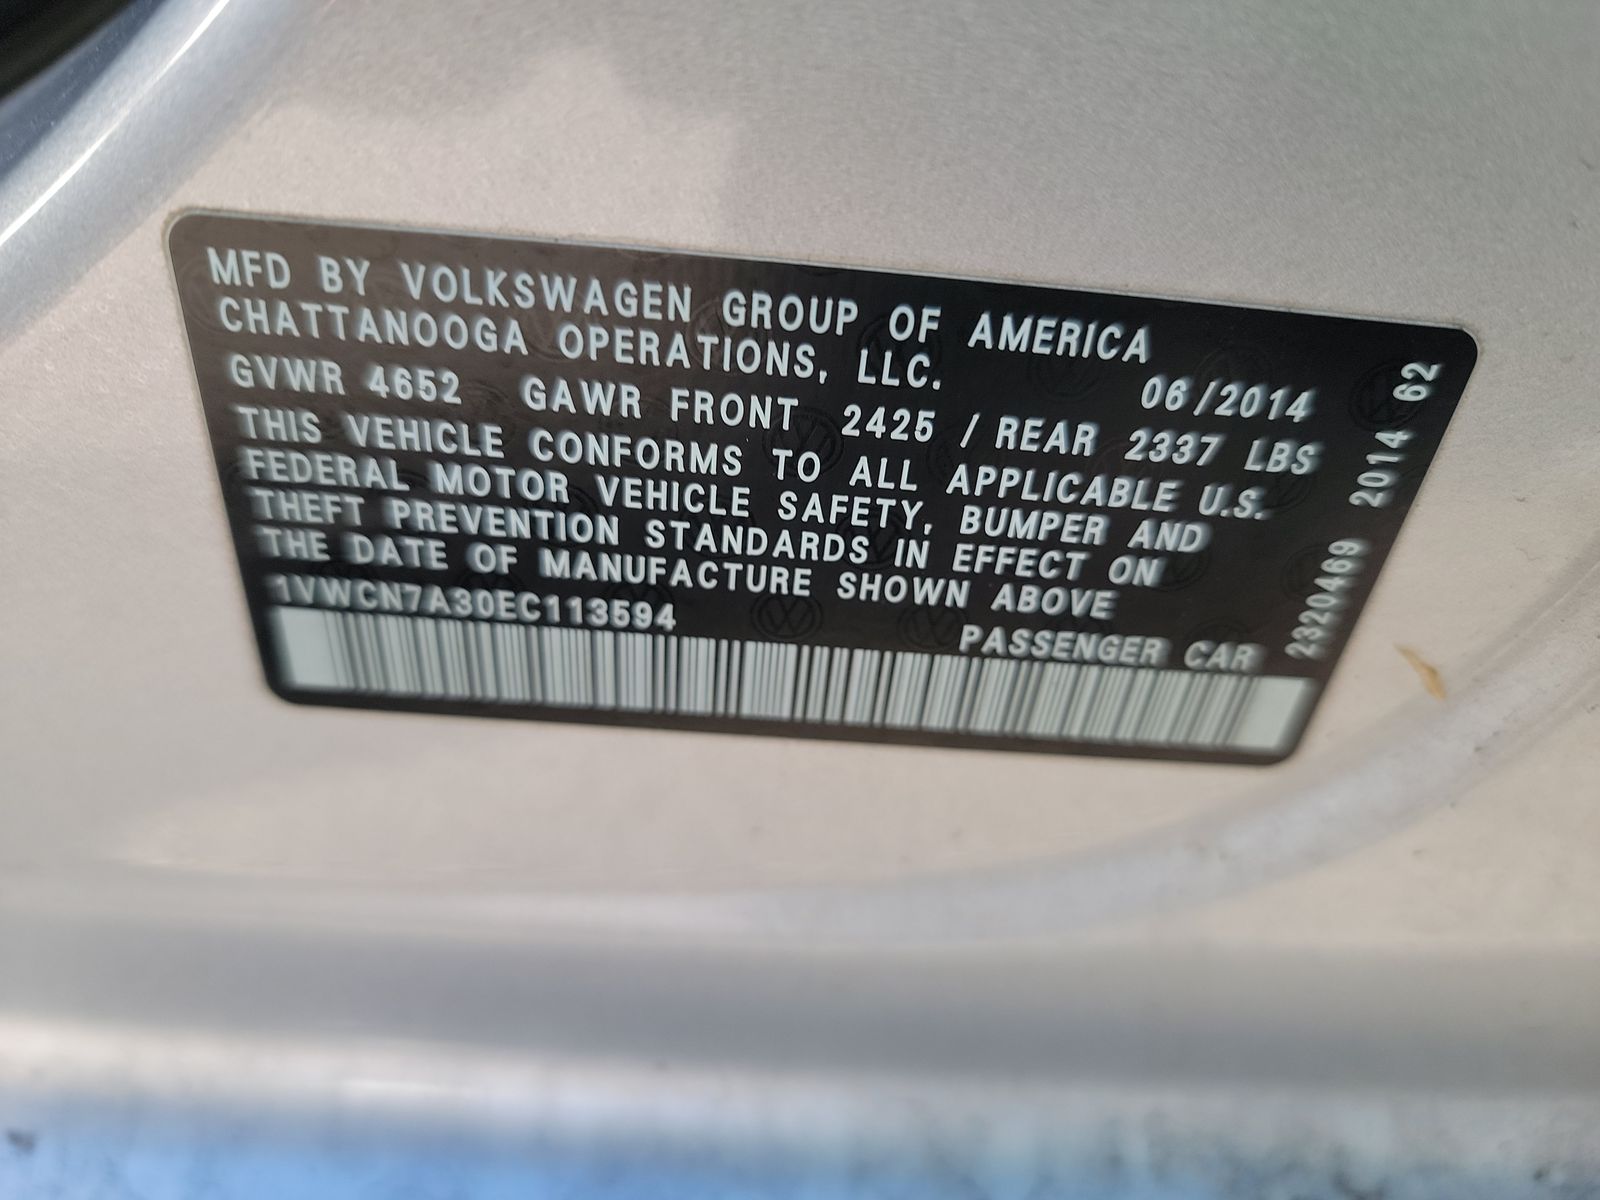 MFD BY VOLKSWAGEN GROUP OF AMERICA
CHATTANOOGA OPERATIONS, LLC. 06/2014
GVWR 4652 GAWR FRONT 2425 / REAR 2337 LBS
THIS VEHICLE CONFORMS TO ALL APPLICABLE U.S.
FEDERAL MOTOR VEHICLE SAFETY, BUMPER AND
THEFT PREVENTION STANDARDS IN EFFECT ON
THE DATE OF MANUFACTURE SHOWN ABOVE
1VWCN7A30EC113594
PASSENGER CAR
2320469 2014 62